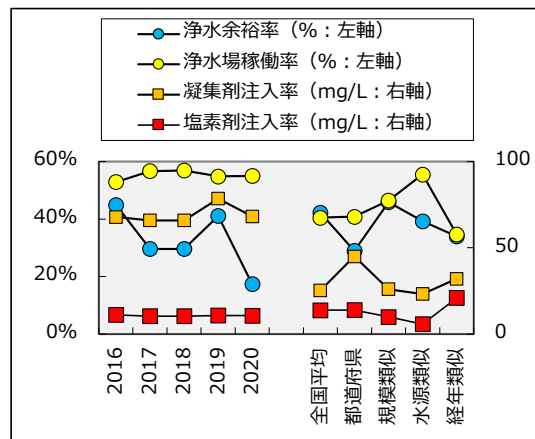 浄水余裕率（%：左軸）
浄水場稼働率（%：左軸）
凝集剤注入率（mg/L：右軸）
塩素剤注入率（mg/L：右軸）
60%
40%
20%
0%
100
50
0
2016
2017
2018
2019
2020
全国平均
都道府県
規模類似
水源類似
経年類似